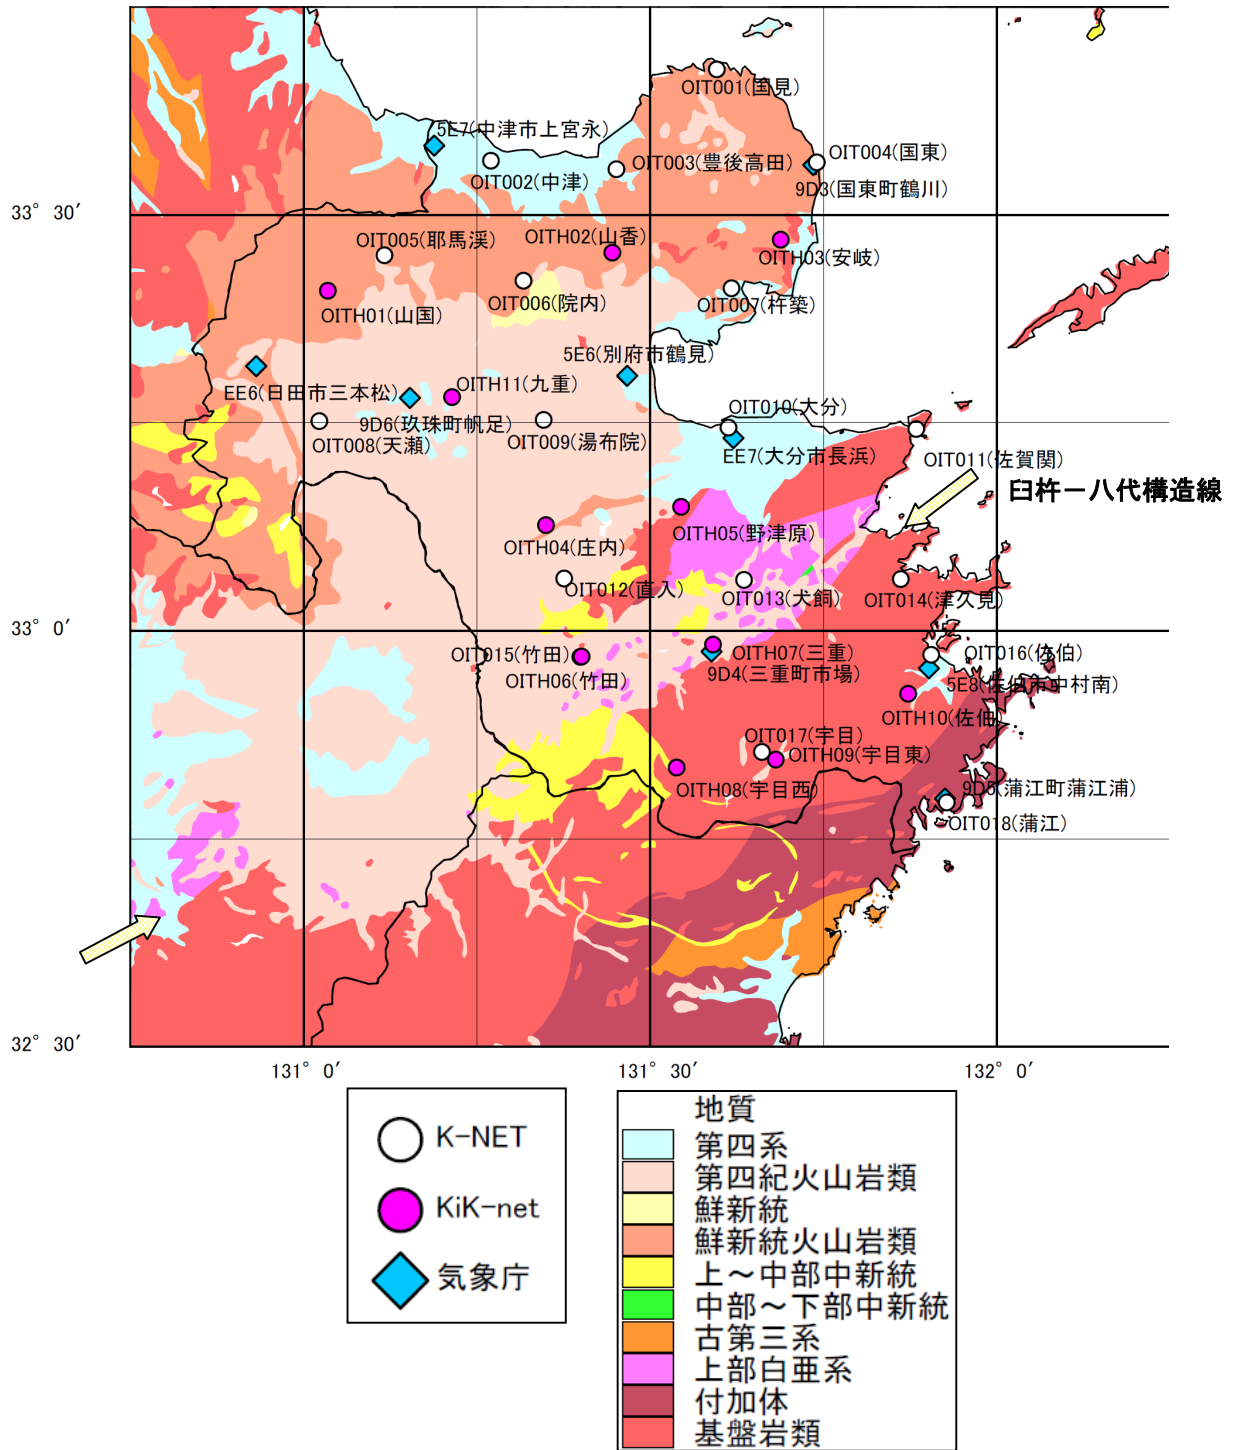 OIT001(国見)
5E7(中津市上宮永)
OIT002(中津)
OIT003(豊後高田)
OIT004(国東)
9D3(国東町鶴川)
33° 30′
OIT005(耶馬渓)
OITH02(山香)
OITH03(安岐)
OITH01(山国)
OIT006(院内)
OIT007(杵築)
5E6(別府市鶴見)
EE6(日田市三本松)
OITH11(九重)
9D6(玖珠町帆足)
OIT008(天瀬)
OIT009(湯布院)
OIT010(大分)
EE7(大分市長浜)
OIT011(佐賀関)
臼杵－八代構造線
OITH05(野津原)
OITH04(庄内)
OIT012(直入)
OIT013(犬飼)
OIT014(津久見)
33° 0′
OIT015(竹田)
OITH06(竹田)
OITH07(三重)
9D4(三重町市場)
OIT016(佐伯)
5E8(佐伯市中村南)
OITH10(佐伯)
OIT017(宇目)
OITH09(宇目東)
OITH08(宇目西)
9D5(蒲江町蒲江浦)
OIT018(蒲江)
32° 30′
131° 0′
131° 30′
132° 0′
K-NET
KiK-net
気象庁
地質
第四系
第四紀火山岩類
鮮新統
鮮新統火山岩類
上～中部中新統
中部～下部中新統
古第三系
上部白亜系
付加体
基盤岩類